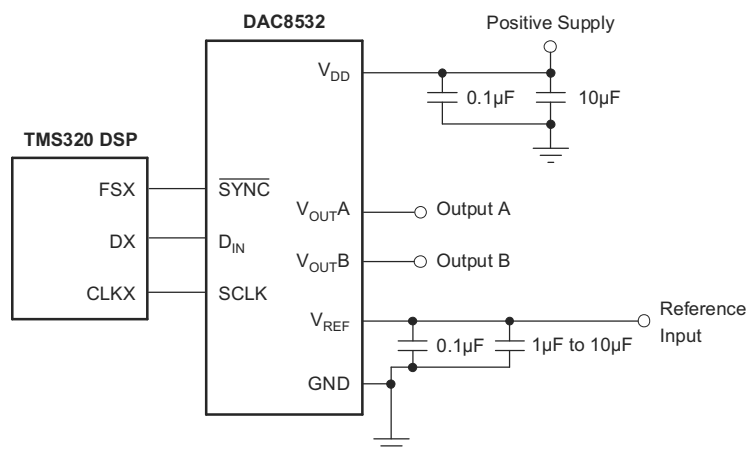 DAC8532
Positive Supply
V_DD
0.1µF
10µF
TMS320 DSP
FSX
SYNC
V_OUTA
Output A
DX
D_IN
V_OUTB
Output B
CLKX
SCLK
V_REF
Reference
Input
0.1µF
1µF to 10µF
GND